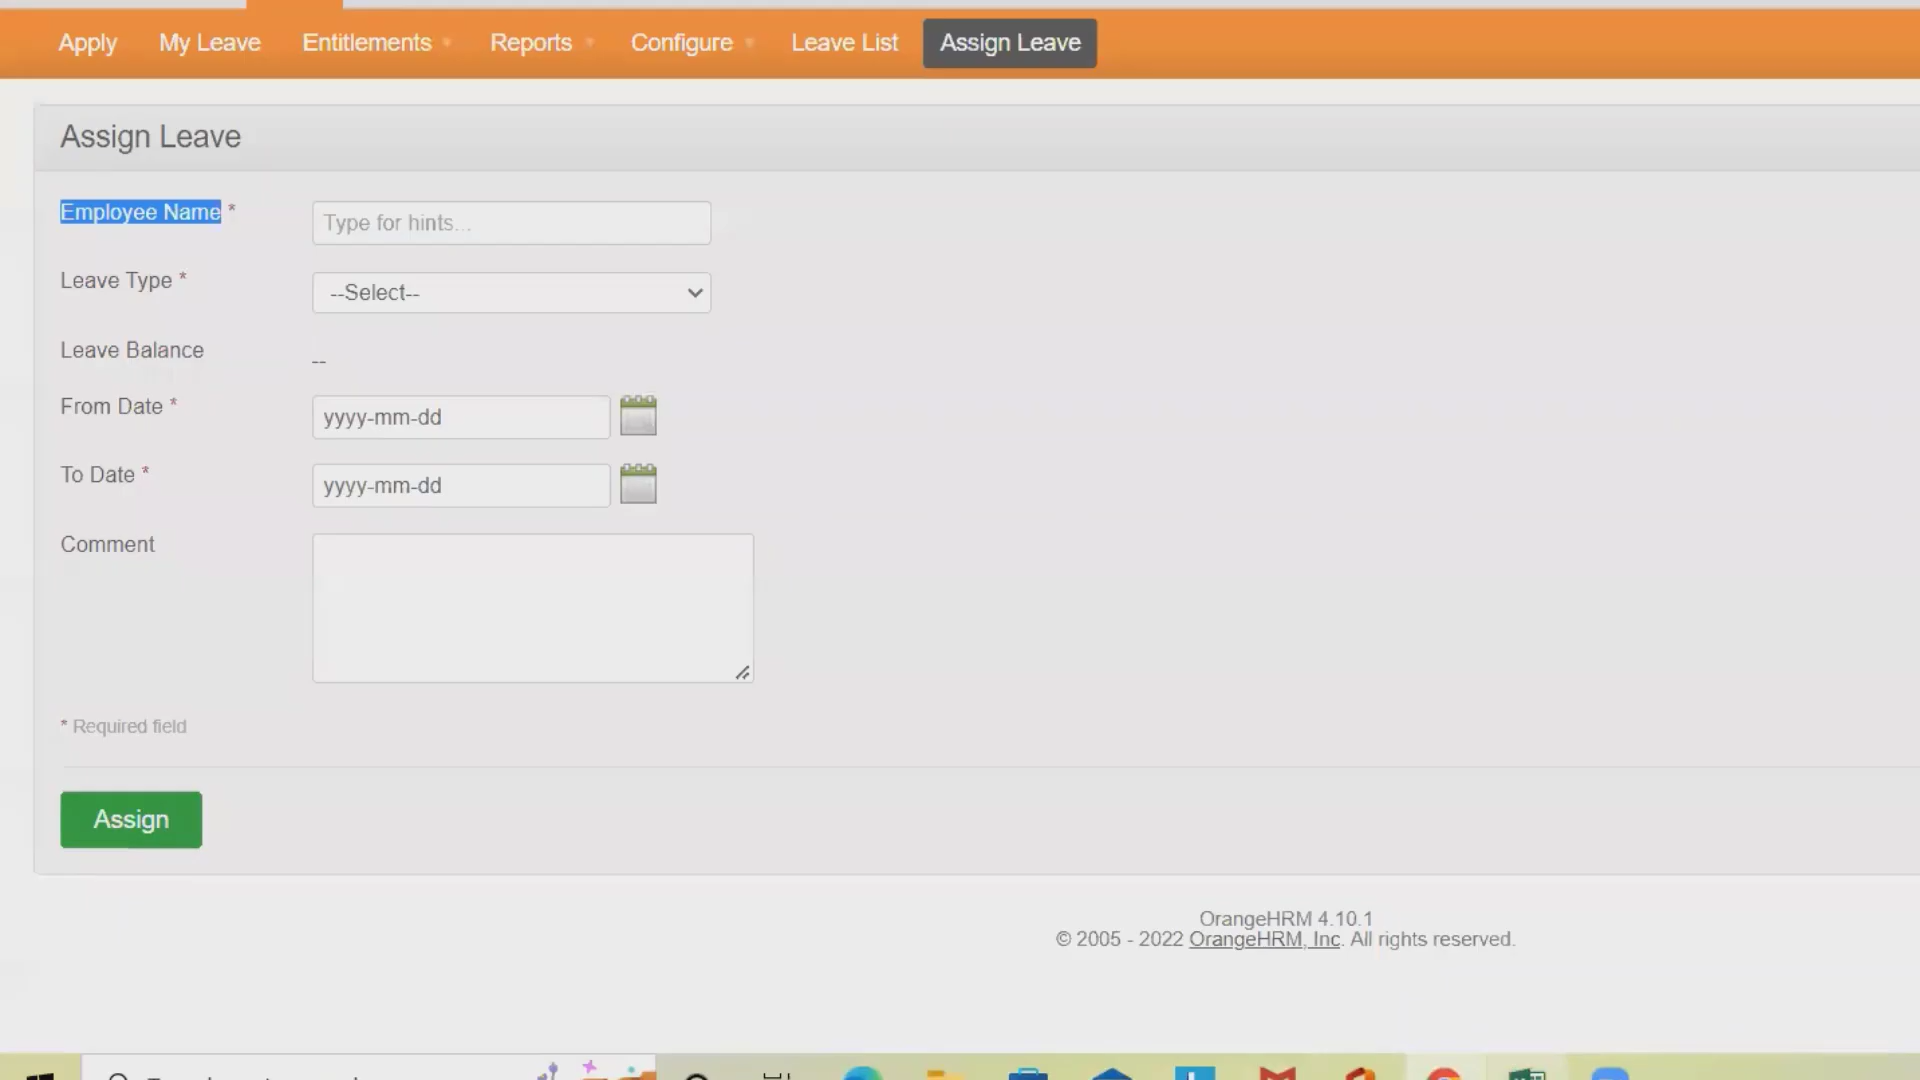 Apply My Leave Entitlements Reports Configure Leave List Assign Leave
Assign Leave
Employee Name *
Type for hints...
Leave Type *
--Select--
Leave Balance
--
From Date *
yyyy-mm-dd
To Date *
yyyy-mm-dd
Comment
* Required field
Assign
OrangeHRM 4.10.1
© 2005 - 2022 OrangeHRM, Inc. All rights reserved.